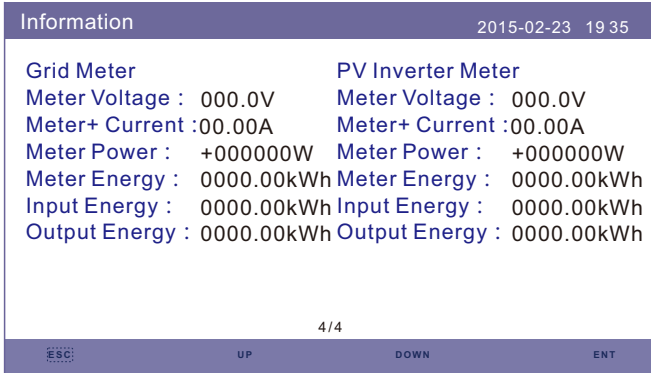 Information 2015-02-23 19 35
Grid Meter PV Inverter Meter
Meter Voltage : 000.0V Meter Voltage : 000.0V
Meter+ Current :00.00A Meter+ Current :00.00A
Meter Power : +000000W Meter Power : +000000W
Meter Energy : 0000.00kWh Meter Energy : 0000.00kWh
Input Energy : 0000.00kWh Input Energy : 0000.00kWh
Output Energy : 0000.00kWh Output Energy : 0000.00kWh
4/4
ESC UP DOWN ENT